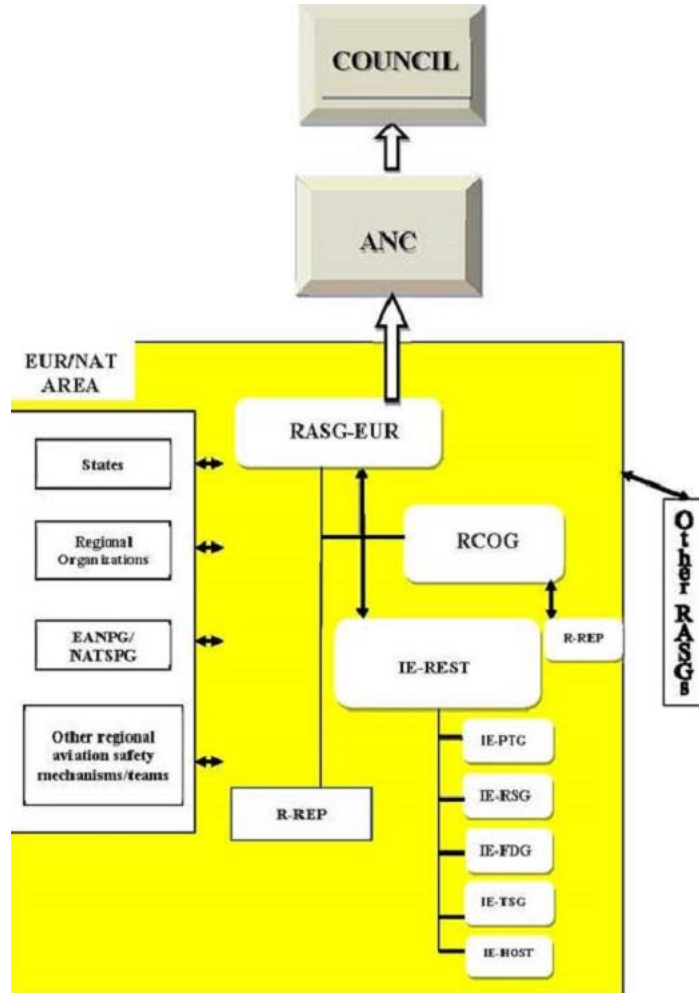 COUNCIL
ANC
EUR/NAT
AREA
RASG-EUR
States
Regional
Organizations
RCOG
EANPG/
NATSPG
IE-REST
R-REP
Other RASGs
Other regional
aviation safety
mechanisms/teams
IE-PTG
R-REP
IE-RSG
IE-FDG
IE-TSG
IE-HOST